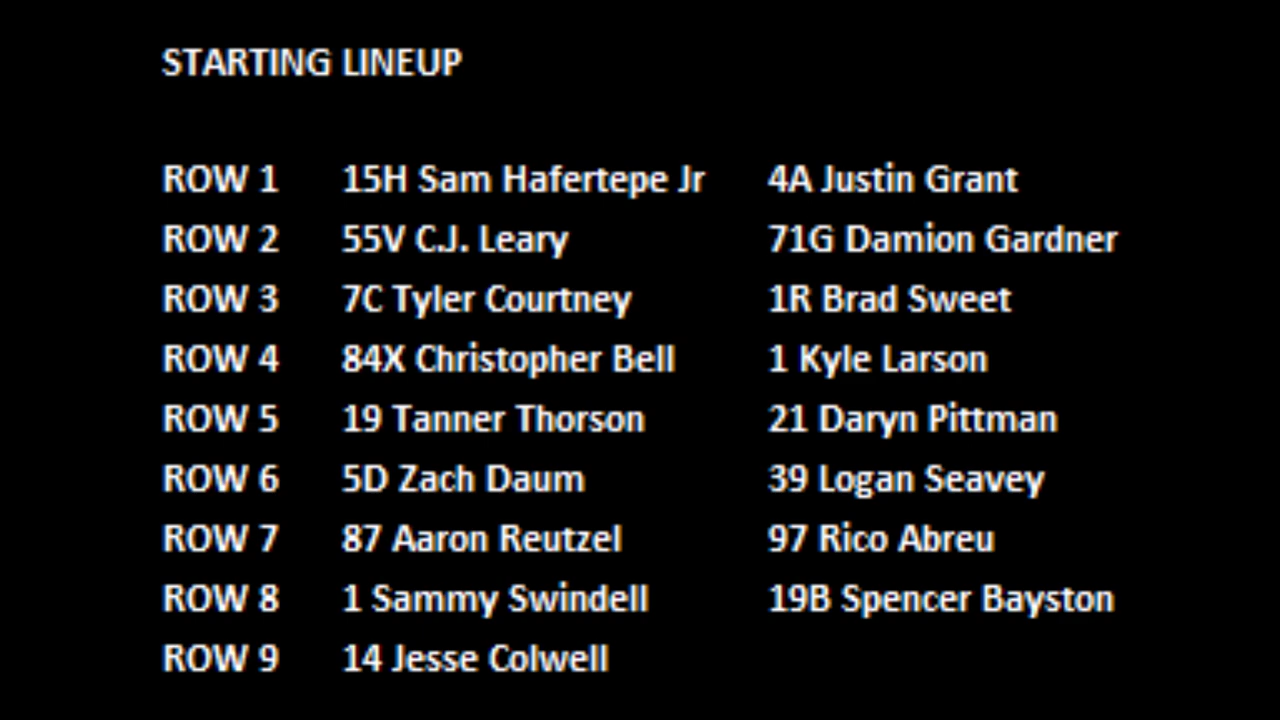 STARTING LINEUP
ROW 1 15H Sam Hafertepe Jr 4A Justin Grant
ROW 2 55V C.J. Leary 71G Damion Gardner
ROW 3 7C Tyler Courtney 1R Brad Sweet
ROW 4 84X Christopher Bell 1 Kyle Larson
ROW 5 19 Tanner Thorson 21 Daryn Pittman
ROW 6 5D Zach Daum 39 Logan Seavey
ROW 7 87 Aaron Reutzel 97 Rico Abreu
ROW 8 1 Sammy Swindell 19B Spencer Bayston
ROW 9 14 Jesse Colwell